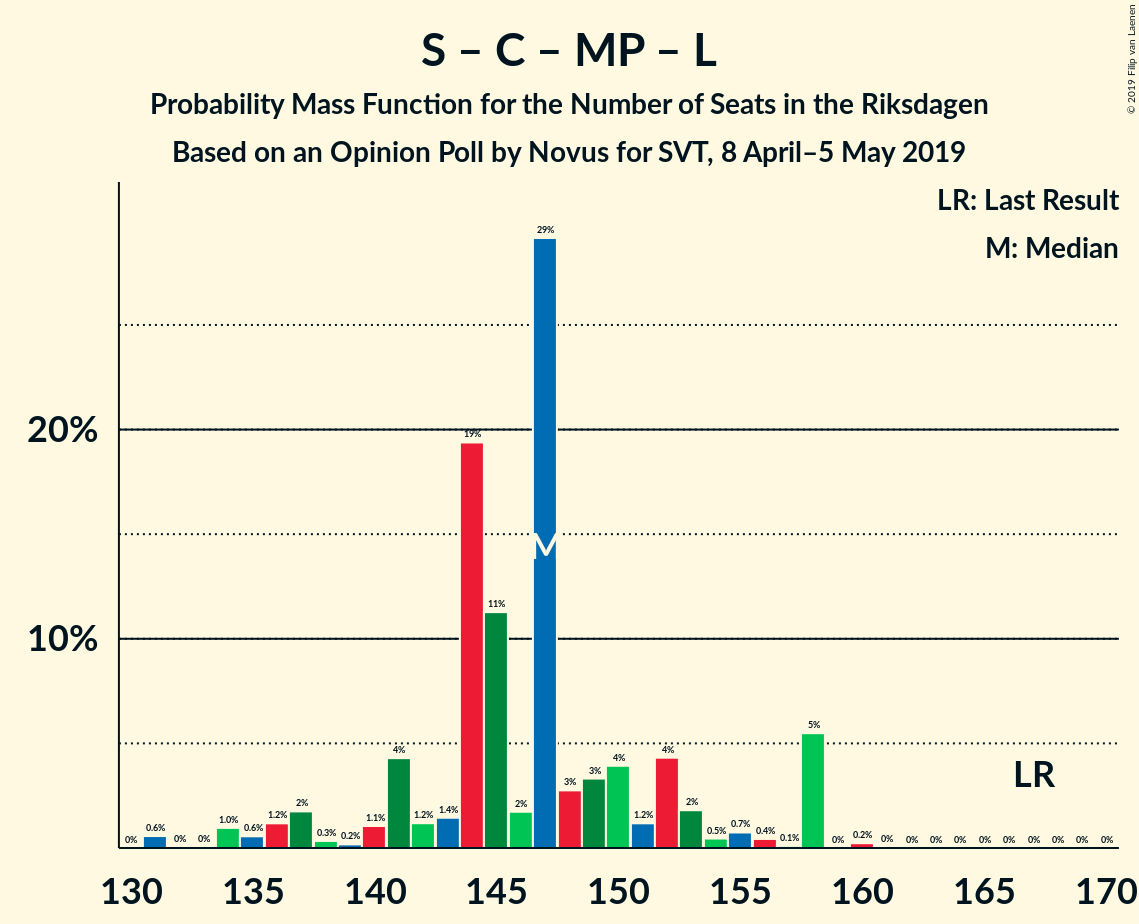 S – C – MP – L
Probability Mass Function for the Number of Seats in the Riksdagen
Based on an Opinion Poll by Novus for SVT, 8 April–5 May 2019
© 2019 Filip van Laenen
LR: Last Result
M: Median
20%
10%
0% 0.6% 0% 0% 1.0% 0.6% 1.2% 2% 0.3% 0.2% 1.1% 4% 1.2% 1.4% 19% 11% 2% 29% 3% 3% 4% 1.2% 4% 2% 0.5% 0.7% 0.4% 0.1% 5% 0% 0.2% 0% 0% 0% 0% 0% 0% 0% 0% 0% 0%
M
LR
130 135 140 145 150 155 160 165 170